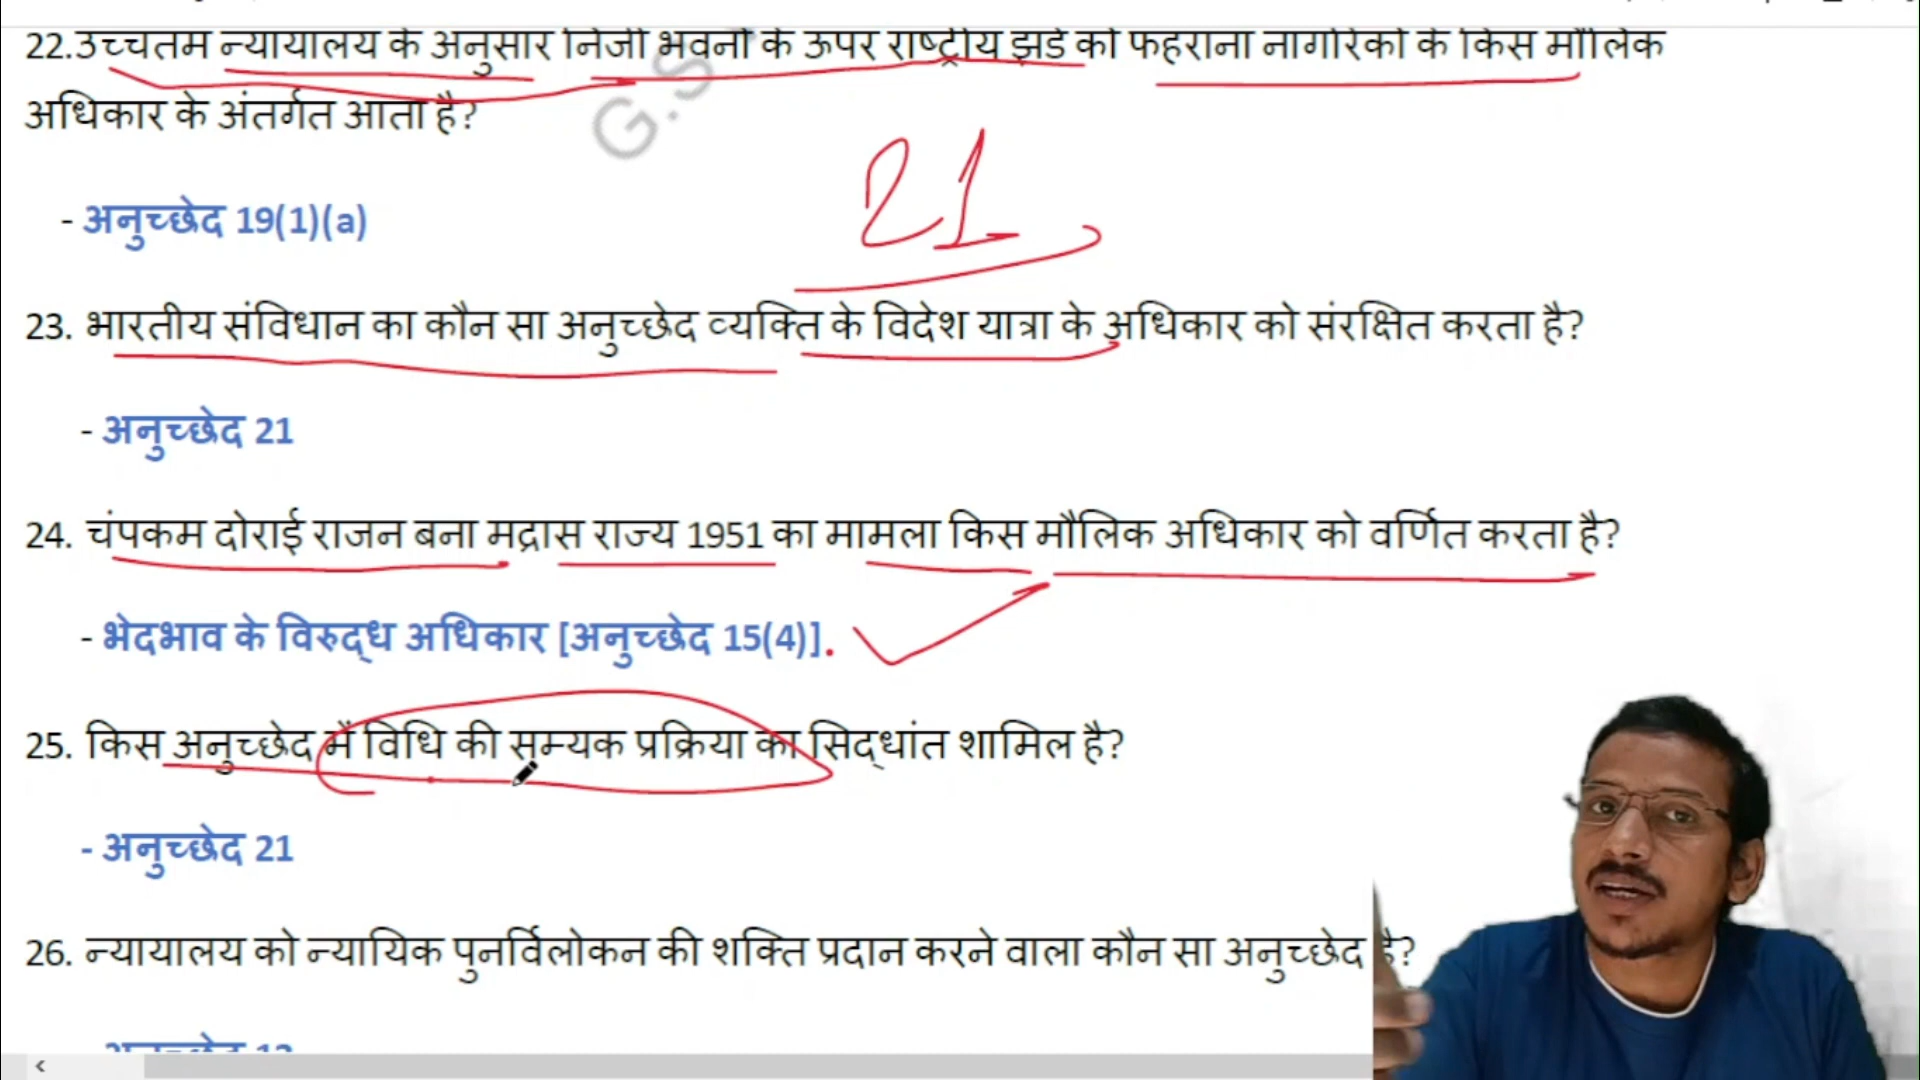 22.उच्चतम न्यायालय के अनुसार निजी भवनों के ऊपर राष्ट्रीय झंडे को फहराना नागरिकों के किस मौलिक
अधिकार के अंतर्गत आता है?
G.S
21
- अनुच्छेद 19(1)(a)
23. भारतीय संविधान का कौन सा अनुच्छेद व्यक्ति के विदेश यात्रा के अधिकार को संरक्षित करता है?
- अनुच्छेद 21
24. चंपकम दोराई राजन बना मद्रास राज्य 1951 का मामला किस मौलिक अधिकार को वर्णित करता है?
- भेदभाव के विरुद्ध अधिकार [अनुच्छेद 15(4)].
25. किस अनुच्छेद में विधि की सम्यक प्रक्रिया का सिद्धांत शामिल है?
- अनुच्छेद 21
26. न्यायालय को न्यायिक पुनर्विलोकन की शक्ति प्रदान करने वाला कौन सा अनुच्छेद है?